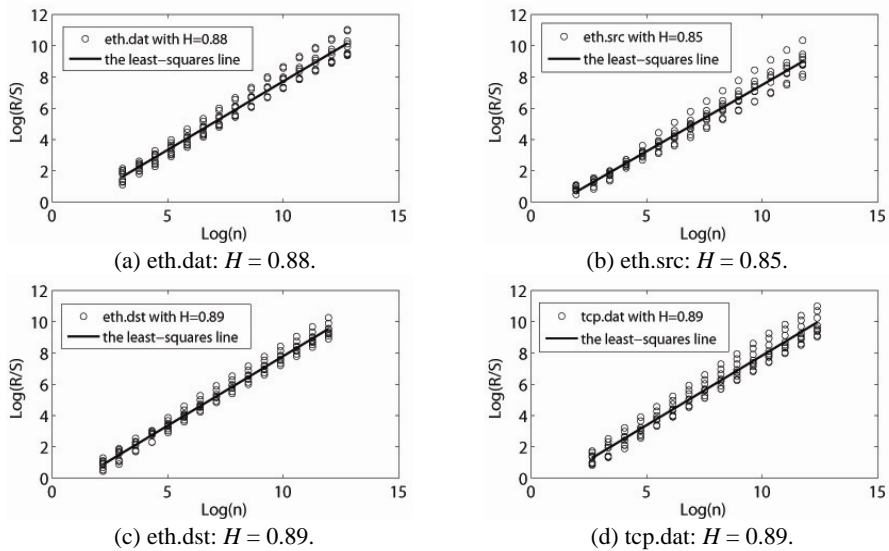 12
10
8
6
4
2
0
Log(R/S)
eth.dat with H=0.88
the least-squares line
0
5
10
15
Log(n)
(a) eth.dat: H = 0.88.
12
10
8
6
4
2
0
Log(R/S)
eth.src with H=0.85
the least-squares line
0
5
10
15
Log(n)
(b) eth.src: H = 0.85.
12
10
8
6
4
2
0
Log(R/S)
eth.dst with H=0.89
the least-squares line
0
5
10
15
Log(n)
(c) eth.dst: H = 0.89.
12
10
8
6
4
2
0
Log(R/S)
tcp.dat with H=0.89
the least-squares line
0
5
10
15
Log(n)
(d) tcp.dat: H = 0.89.